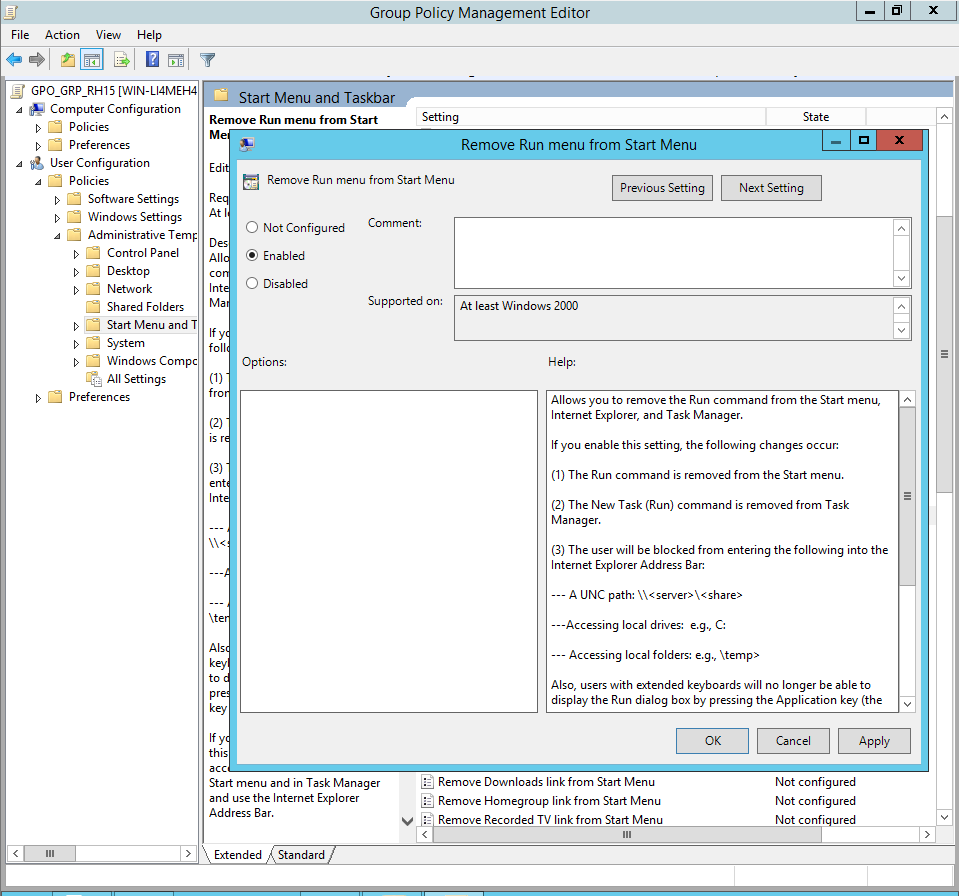 Group Policy Management Editor
File Action View Help
GPO_GRP_RH15 [WIN-LI4MEH4
Computer Configuration
Policies
Preferences
User Configuration
Policies
Software Settings
Windows Settings
Administrative Temp
Control Panel
Desktop
Network
Shared Folders
Start Menu and T
System
Windows Compo
All Settings
Preferences
Start Menu and Taskbar
Remove Run menu from Start
Setting State
Remove Run menu from Start Menu
Remove Run menu from Start Menu
Previous Setting Next Setting
Not Configured
Enabled
Disabled
Comment:
Supported on:
At least Windows 2000
Options:
Help:
Allows you to remove the Run command from the Start menu,
Internet Explorer, and Task Manager.
If you enable this setting, the following changes occur:
(1) The Run command is removed from the Start menu.
(2) The New Task (Run) command is removed from Task
Manager.
(3) The user will be blocked from entering the following into the
Internet Explorer Address Bar:
--- A UNC path: \\<server>\<share>
---Accessing local drives:  e.g., C:
--- Accessing local folders: e.g., \temp>
Also, users with extended keyboards will no longer be able to
display the Run dialog box by pressing the Application key (the
OK Cancel Apply
Start menu and in Task Manager
and use the Internet Explorer
Address Bar.
Remove Downloads link from Start Menu Not configured
Remove Homegroup link from Start Menu Not configured
Remove Recorded TV link from Start Menu Not configured
Extended Standard